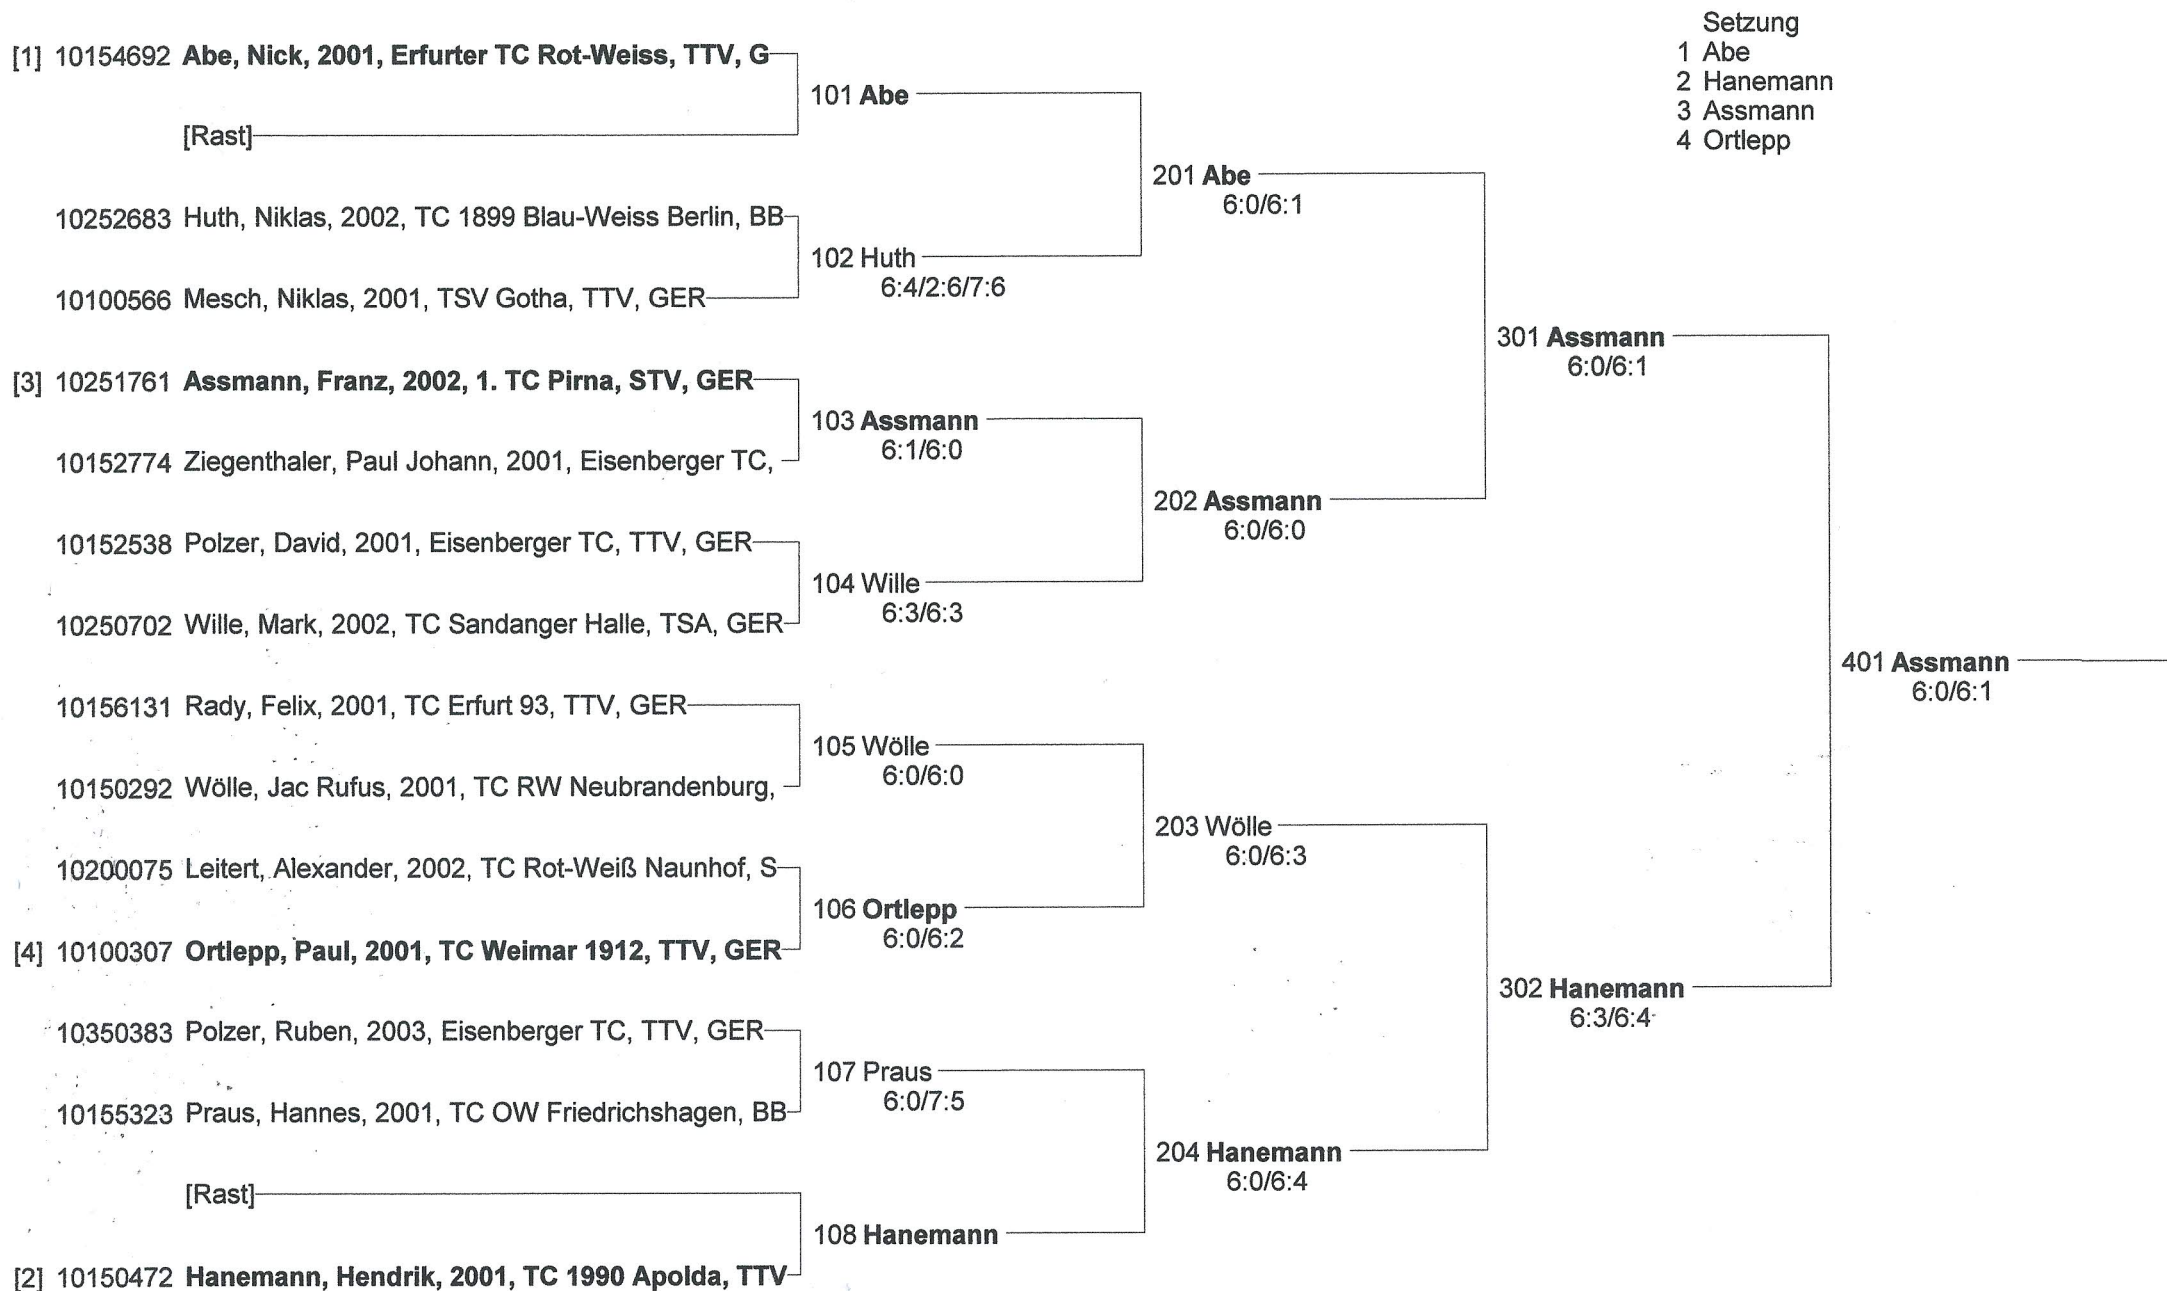 Setzung
1 Abe
2 Hanemann
3 Assmann
4 Ortlepp
[1] 10154692 Abe, Nick, 2001, Erfurter TC Rot-Weiss, TTV, G
101 Abe
[Rast]
201 Abe
6:0/6:1
10252683 Huth, Niklas, 2002, TC 1899 Blau-Weiss Berlin, BB
102 Huth
6:4/2:6/7:6
10100566 Mesch, Niklas, 2001, TSV Gotha, TTV, GER
301 Assmann
6:0/6:1
[3] 10251761 Assmann, Franz, 2002, 1. TC Pirna, STV, GER
103 Assmann
6:1/6:0
10152774 Ziegenthaler, Paul Johann, 2001, Eisenberger TC,
202 Assmann
6:0/6:0
10152538 Polzer, David, 2001, Eisenberger TC, TTV, GER
104 Wille
6:3/6:3
10250702 Wille, Mark, 2002, TC Sandanger Halle, TSA, GER
401 Assmann
6:0/6:1
10156131 Rady, Felix, 2001, TC Erfurt 93, TTV, GER
105 Wölle
6:0/6:0
10150292 Wölle, Jac Rufus, 2001, TC RW Neubrandenburg,
203 Wölle
6:0/6:3
10200075 Leitert, Alexander, 2002, TC Rot-Weiß Naunhof, S
106 Ortlepp
6:0/6:2
[4] 10100307 Ortlepp, Paul, 2001, TC Weimar 1912, TTV, GER
302 Hanemann
6:3/6:4
10350383 Polzer, Ruben, 2003, Eisenberger TC, TTV, GER
107 Praus
6:0/7:5
10155323 Praus, Hannes, 2001, TC OW Friedrichshagen, BB
204 Hanemann
6:0/6:4
[Rast]
108 Hanemann
[2] 10150472 Hanemann, Hendrik, 2001, TC 1990 Apolda, TTV